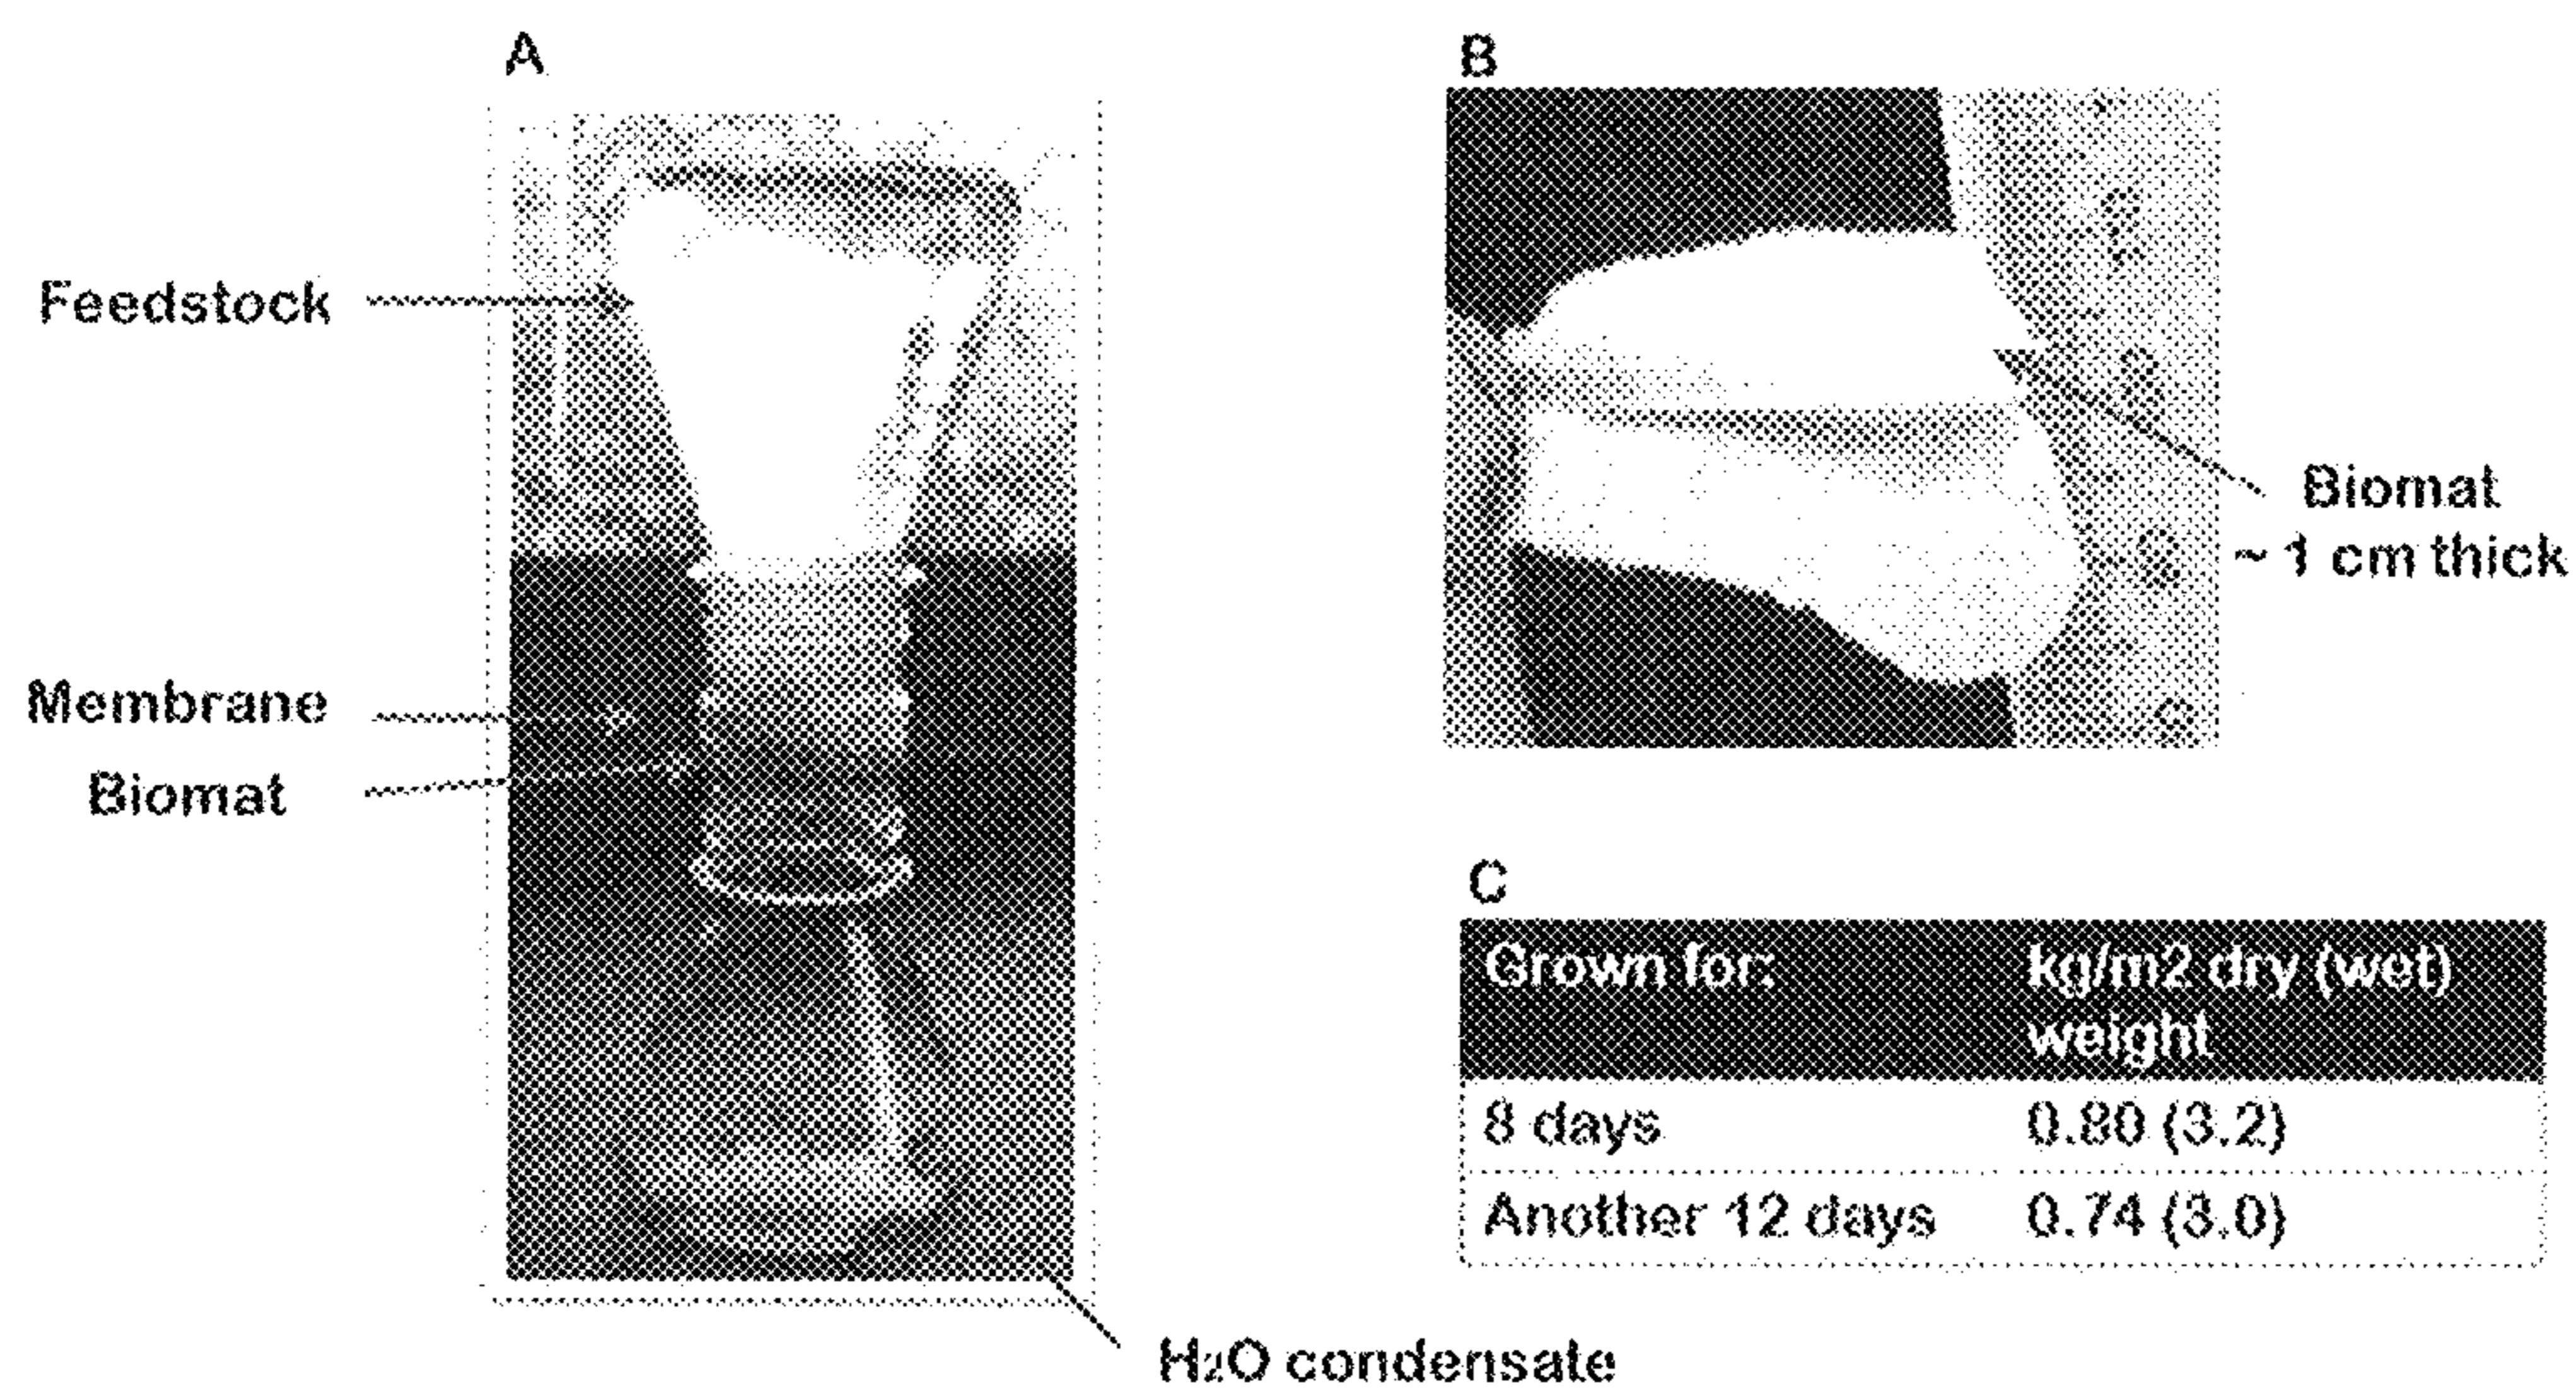 A
Feedstock
Membrane
Biomat
H₂O condensate
B
Biomat
~ 1 cm thick
C
Grown for: kg/m2 dry (wet)
weight
8 days 0.80 (3.2)
Another 12 days 0.74 (3.0)